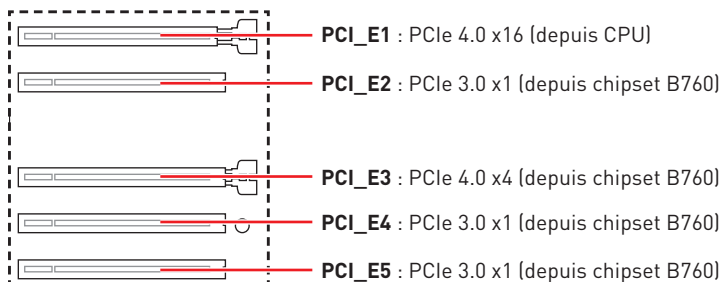 PCI_E1 : PCIe 4.0 x16 (depuis CPU)
PCI_E2 : PCIe 3.0 x1 (depuis chipset B760)
PCI_E3 : PCIe 4.0 x4 (depuis chipset B760)
PCI_E4 : PCIe 3.0 x1 (depuis chipset B760)
PCI_E5 : PCIe 3.0 x1 (depuis chipset B760)